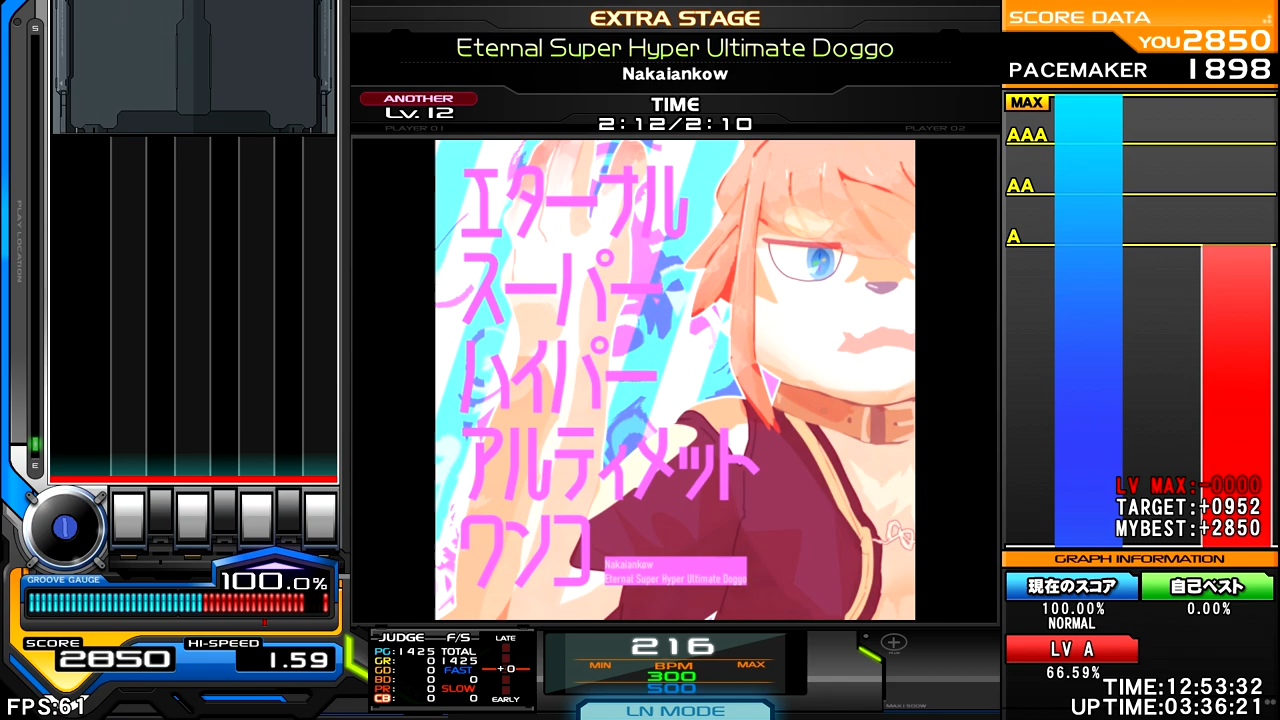 EXTRA STAGE
Eternal Super Hyper Ultimate Doggo
Nakaiankow
ANOTHER
LV. 12
TIME
2:12/2:10
PLAYER 01
PLAYER 02
SCORE DATA
YOU 2850
PACEMAKER 1898
MAX
AAA
AA
A
LV MAX:-0000
TARGET:+0952
MYBEST:+2850
GRAPH INFORMATION
現在のスコア
自己ベスト
100.00%
0.00%
NORMAL
LV A
66.59%
TIME:12:53:32
UPTIME:03:36:21
S
PLAY LOCATION
E
エターナル
スーパー
ハイパー
アルティメット
ワンコ
Nakaiankow
Eternal Super Hyper Ultimate Doggo
GROOVE GAUGE
100.0%
SCORE
2850
HI-SPEED
1.59
FPS:61
JUDGE F/S
PG: 1425 TOTAL
GR: 0 1425
GD: 0 FAST
BD: 0 0
PR: 0 SLOW
CB: 0 0
LATE
+0
EARLY
216
MIN BPM MAX
300
500
LN MODE